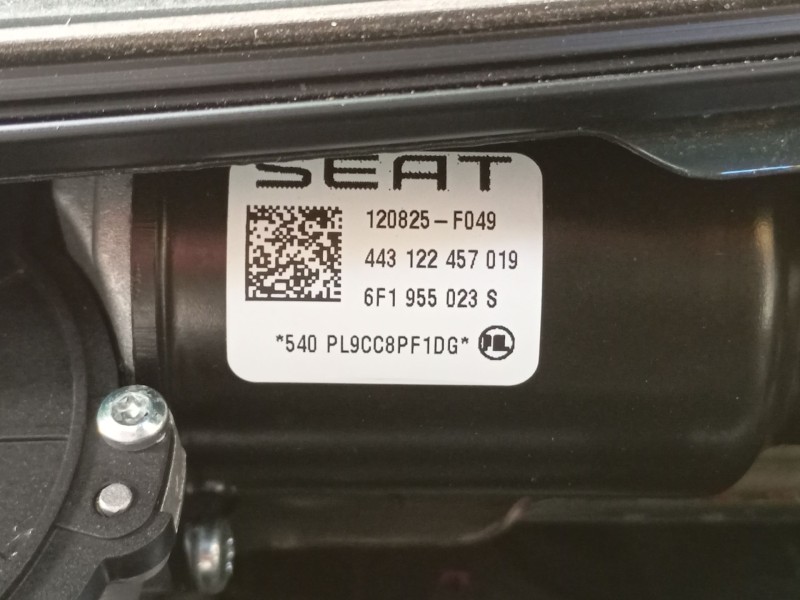 SEAT
120825-F049
443 122 457 019
6F1 955 023 S
*540 PL9CC8PF1DG*